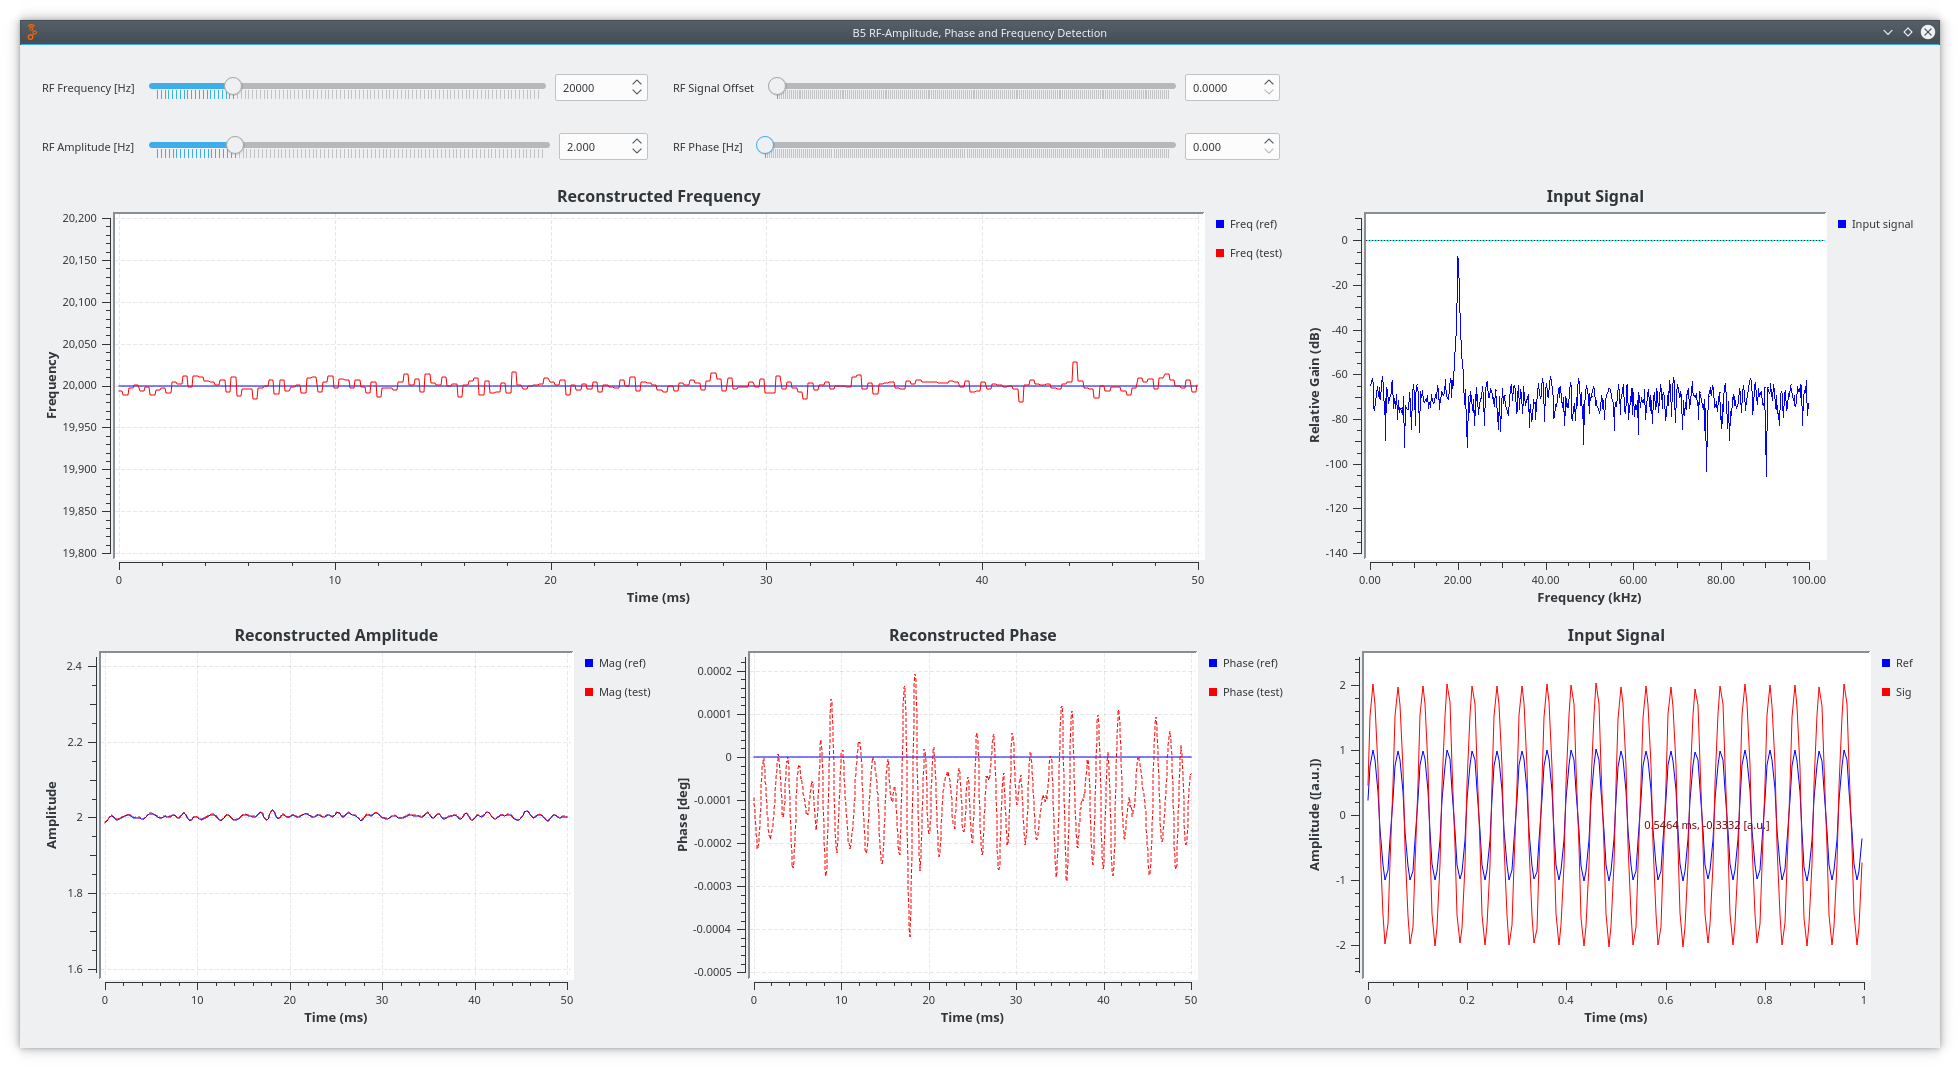 B5 RF-Amplitude, Phase and Frequency Detection
RF Frequency [Hz]
20000
RF Signal Offset
0.0000
RF Amplitude [Hz]
2.000
RF Phase [Hz]
0.000
Reconstructed Frequency
20,200
20,150
20,100
20,050
20,000
19,950
19,900
19,850
19,800
Frequency
0 10 20 30 40 50
Time (ms)
Freq (ref)
Freq (test)
Input Signal
0
-20
-40
-60
-80
-100
-120
-140
Relative Gain (dB)
0.00 20.00 40.00 60.00 80.00 100.00
Frequency (kHz)
Input signal
Reconstructed Amplitude
2.4
2.2
2
1.8
1.6
Amplitude
0 10 20 30 40 50
Time (ms)
Mag (ref)
Mag (test)
Reconstructed Phase
0.0002
0.0001
0
-0.0001
-0.0002
-0.0003
-0.0004
-0.0005
Phase [deg]
0 10 20 30 40 50
Time (ms)
Phase (ref)
Phase (test)
Input Signal
2
1
0
-1
-2
Amplitude ([a.u.])
0.5464 ms, -0.3332 [a.u.]
0 0.2 0.4 0.6 0.8 1
Time (ms)
Ref
Sig